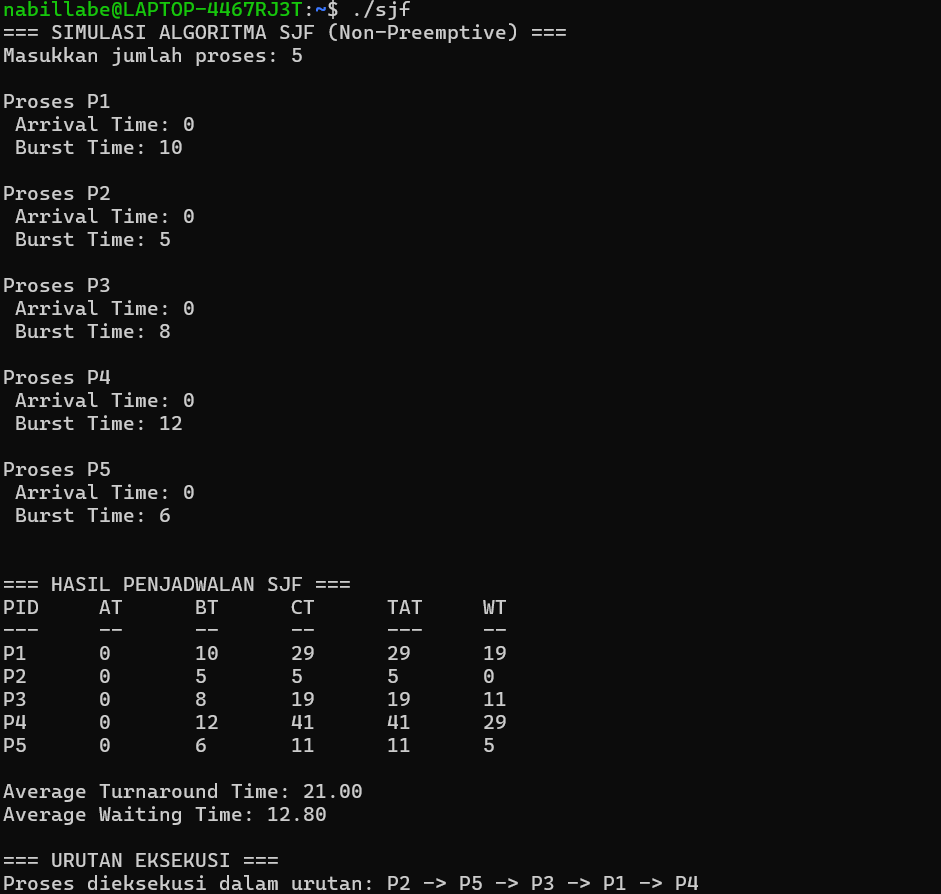 nabillabe@LAPTOP-4467RJ3T:~$ ./sjf
=== SIMULASI ALGORITMA SJF (Non-Preemptive) ===
Masukkan jumlah proses: 5
Proses P1
Arrival Time: 0
Burst Time: 10
Proses P2
Arrival Time: 0
Burst Time: 5
Proses P3
Arrival Time: 0
Burst Time: 8
Proses P4
Arrival Time: 0
Burst Time: 12
Proses P5
Arrival Time: 0
Burst Time: 6
=== HASIL PENJADWALAN SJF ===
PID AT BT CT TAT WT
--- -- -- -- --- --
P1 0 10 29 29 19
P2 0 5 5 5 0
P3 0 8 19 19 11
P4 0 12 41 41 29
P5 0 6 11 11 5
Average Turnaround Time: 21.00
Average Waiting Time: 12.80
=== URUTAN EKSEKUSI ===
Proses dieksekusi dalam urutan: P2 -> P5 -> P3 -> P1 -> P4